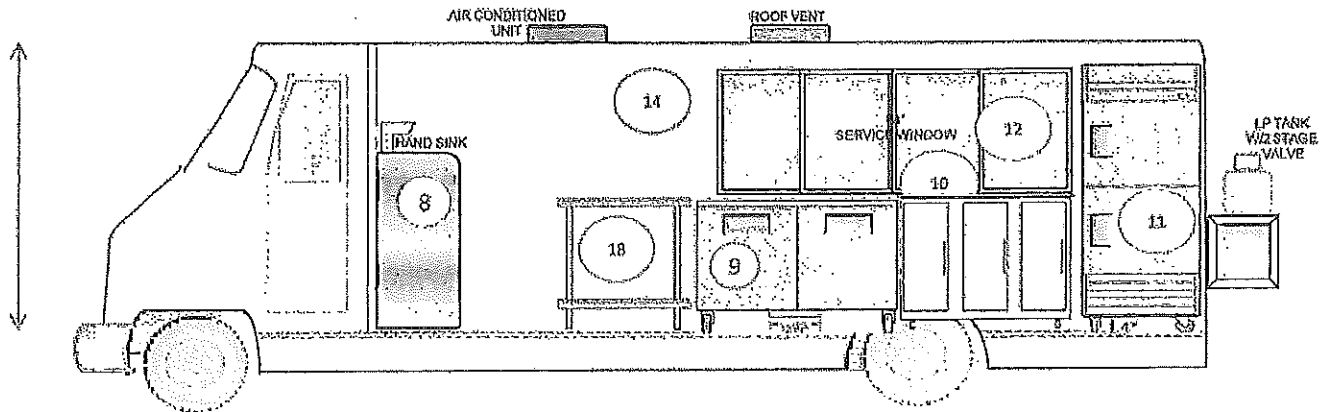 AIR CONDITIONED
UNIT
ROOF VENT
14
12
SERVICE WINDOW
LP TANK
W/2 STAGE
VALVE
HAND SINK
8
10
11
18
9